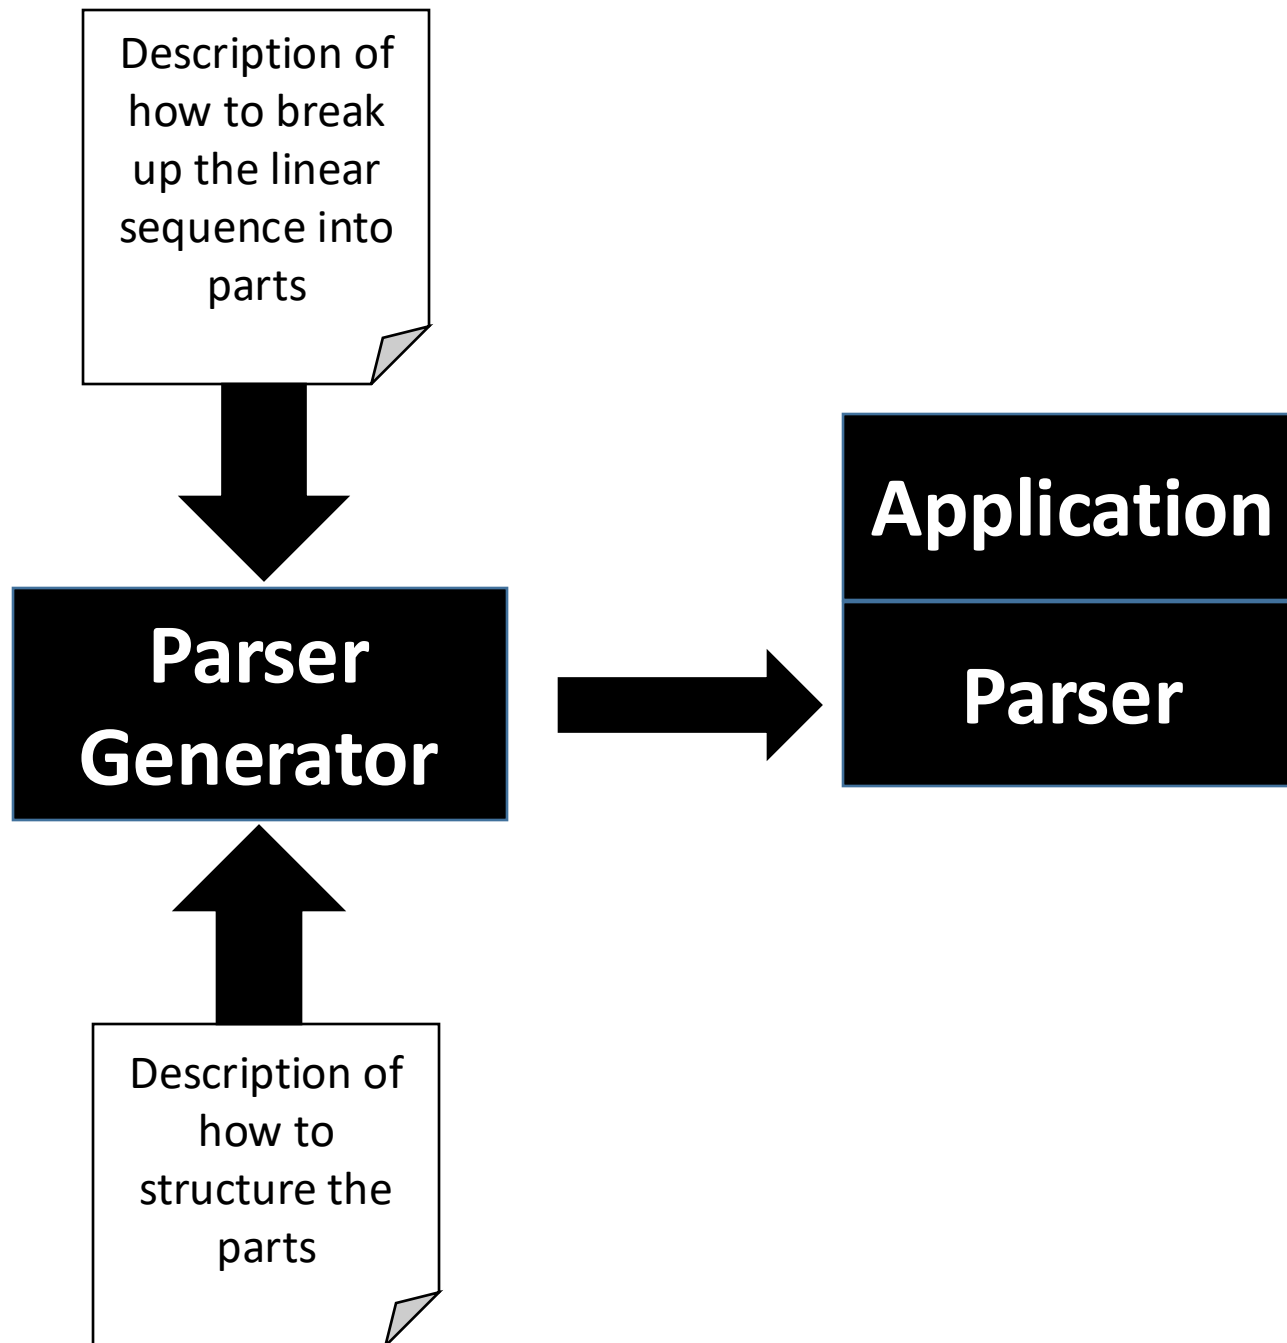 Description of
how to break
up the linear
sequence into
parts
Parser
Generator
Application
Parser
Description of
how to
structure the
parts